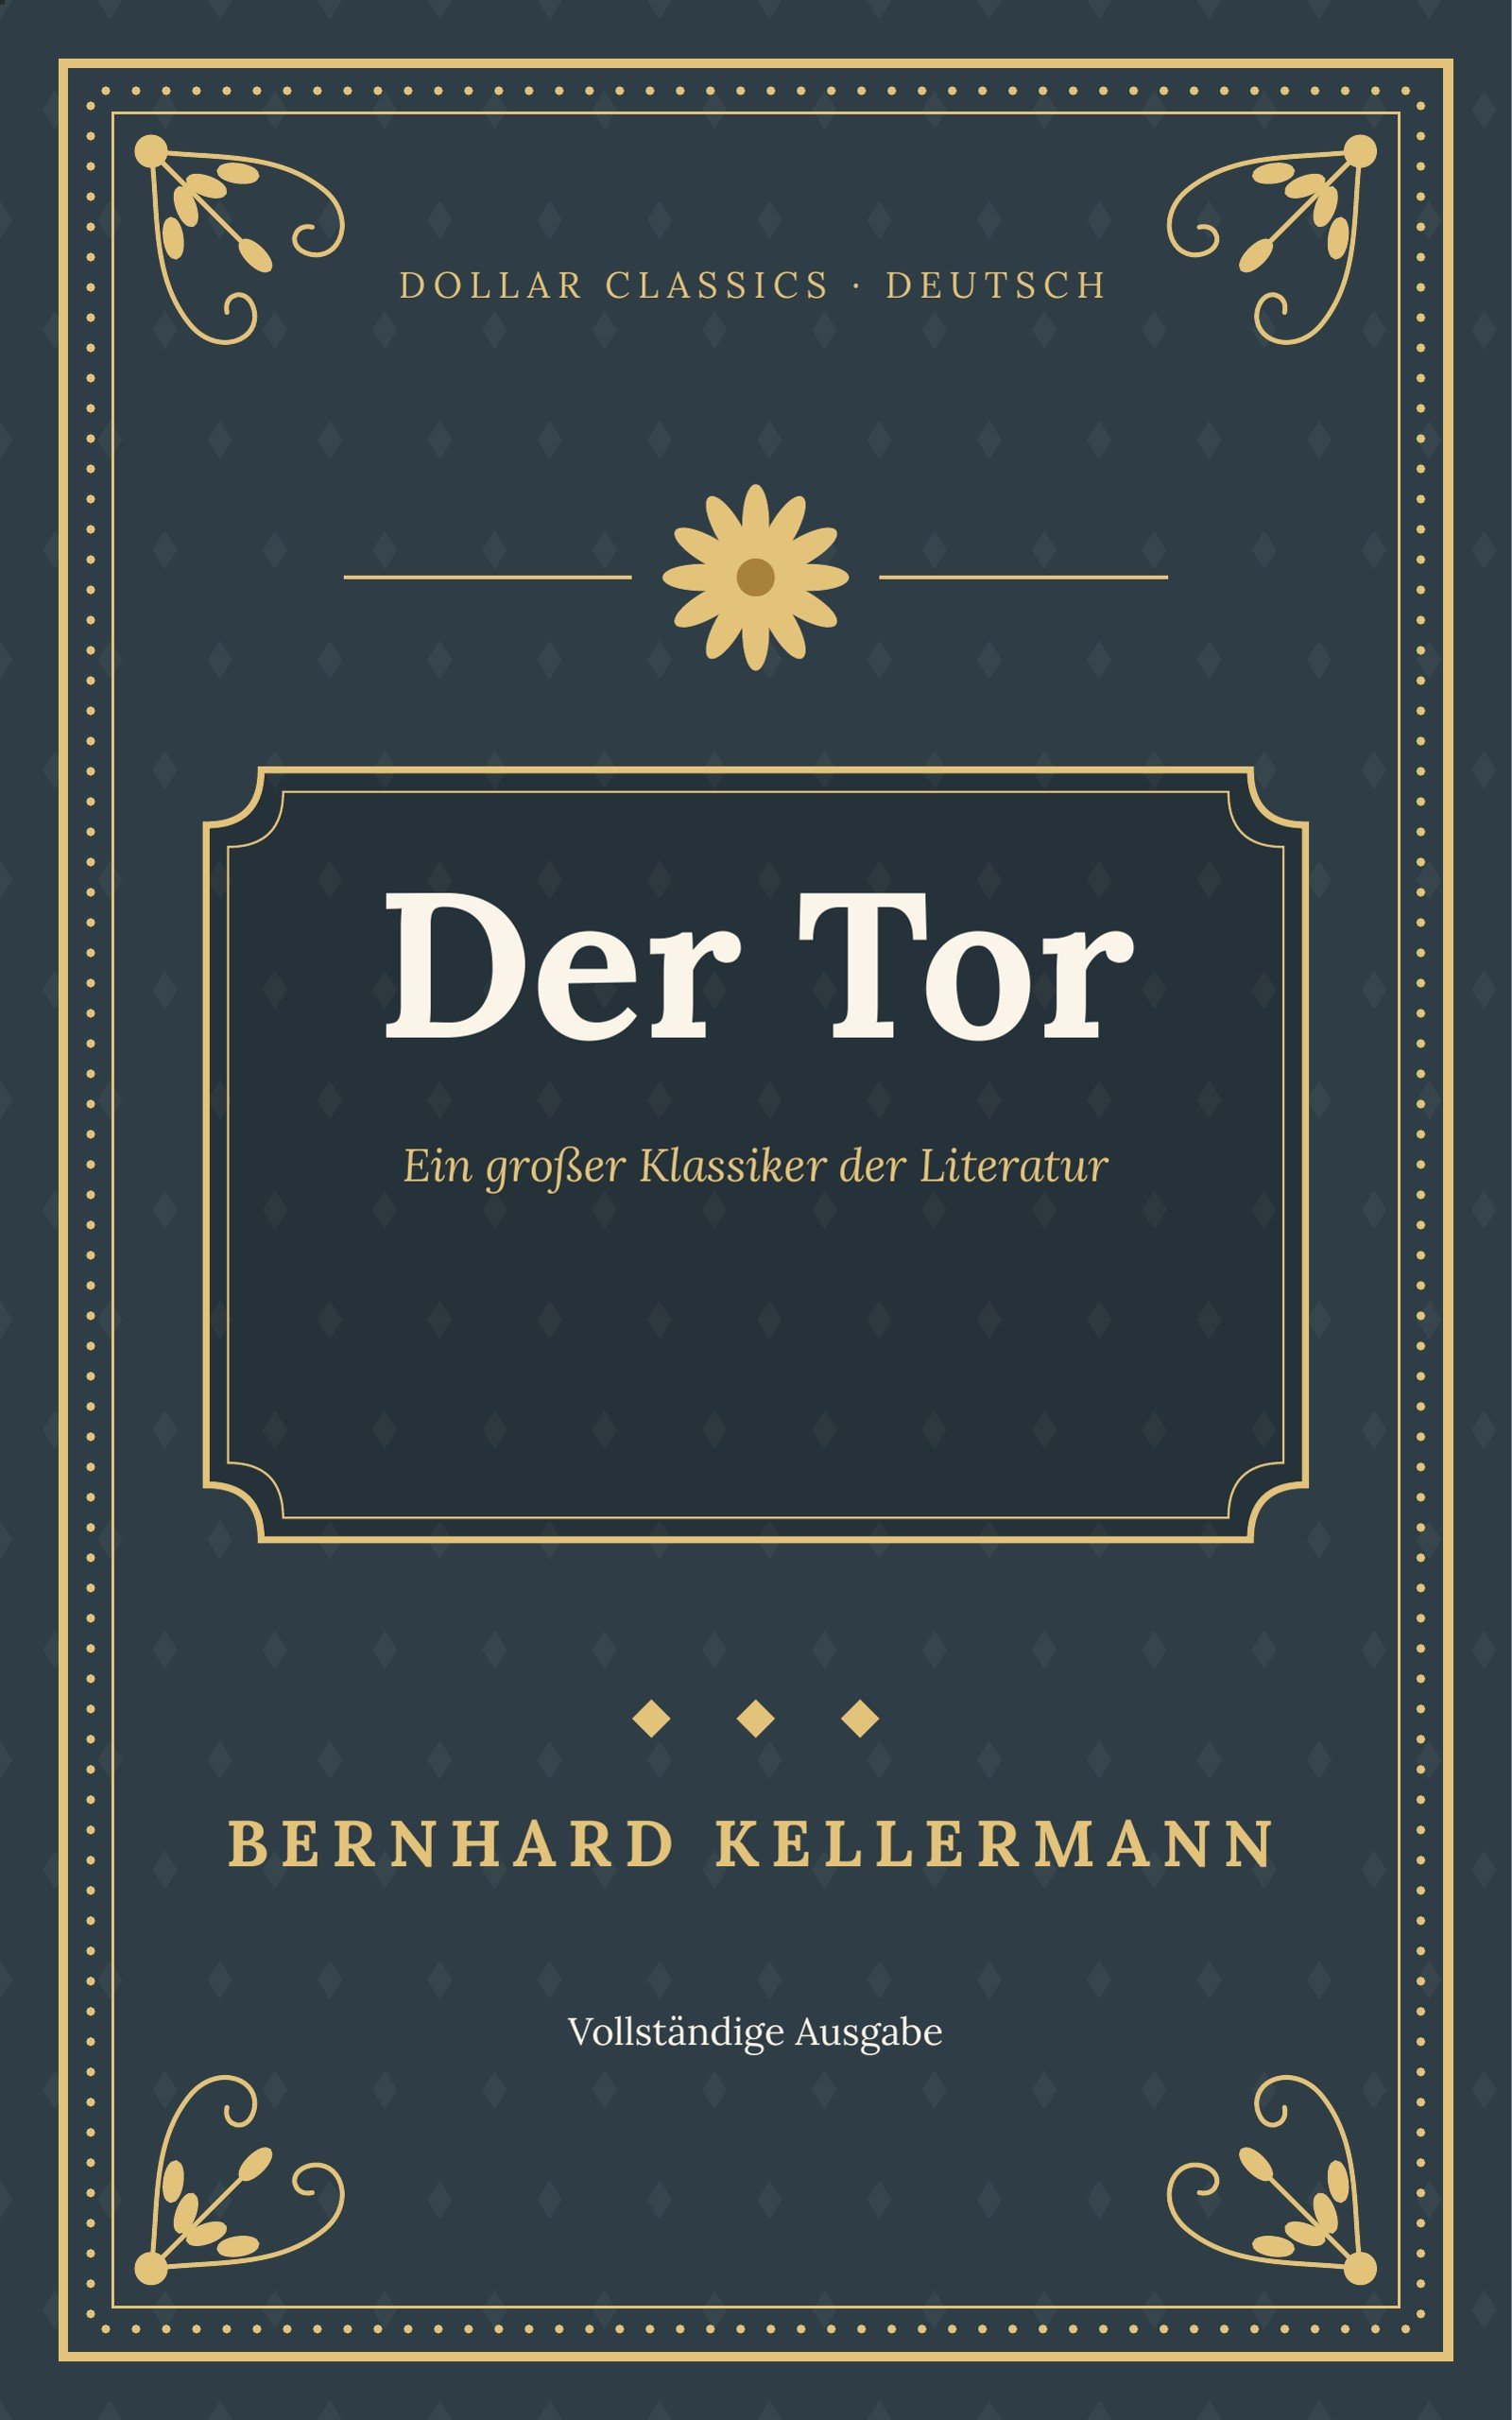 DOLLAR CLASSICS · DEUTSCH
Der Tor
Ein großer Klassiker der Literatur
BERNHARD KELLERMANN
Vollständige Ausgabe